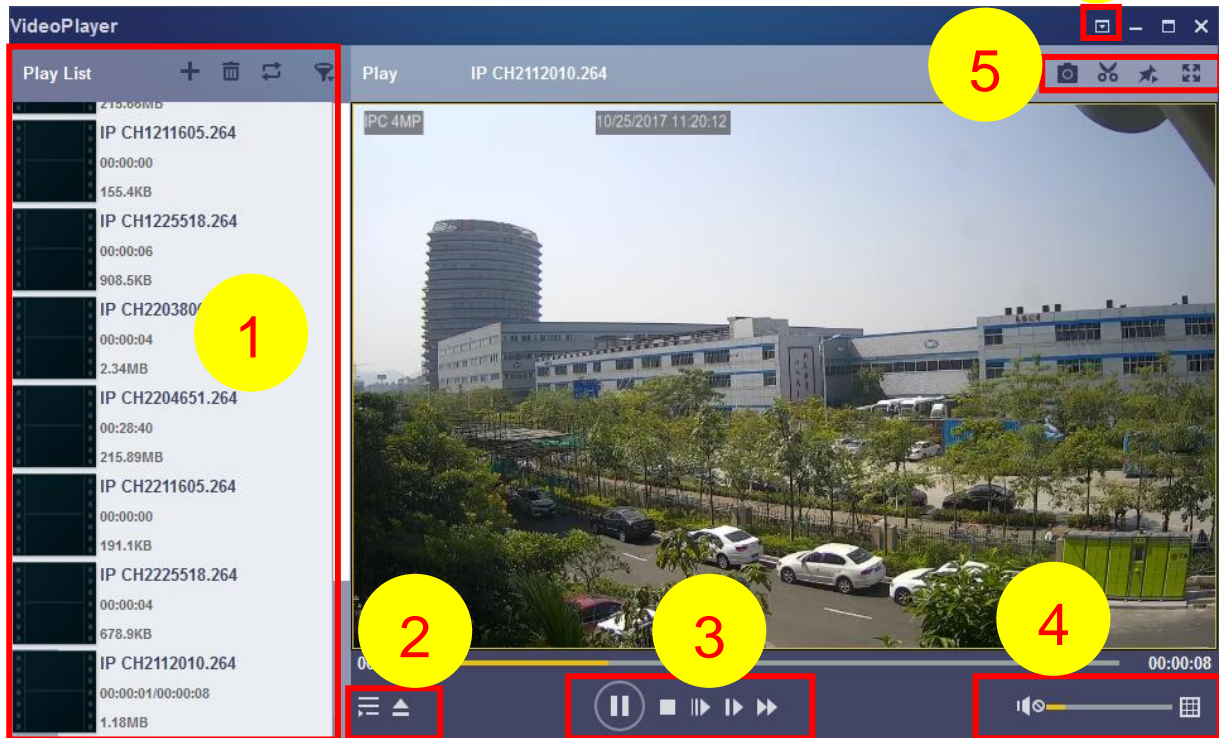 VideoPlayer
Play List
Play IP CH2112010.264
5
215.66MB
IP CH1211605.264
00:00:00
155.4KB
IP CH1225518.264
00:00:06
908.5KB
00:00:04
2.34MB
1
IP CH2204651.264
00:28:40
215.89MB
IP CH2211605.264
00:00:00
191.1KB
IP CH2225518.264
00:00:04
678.9KB
IP CH2112010.264
00:00:01/00:00:08
1.18MB
IPC 4MP
10/25/2017 11:20:12
2
3
4
00:00:08